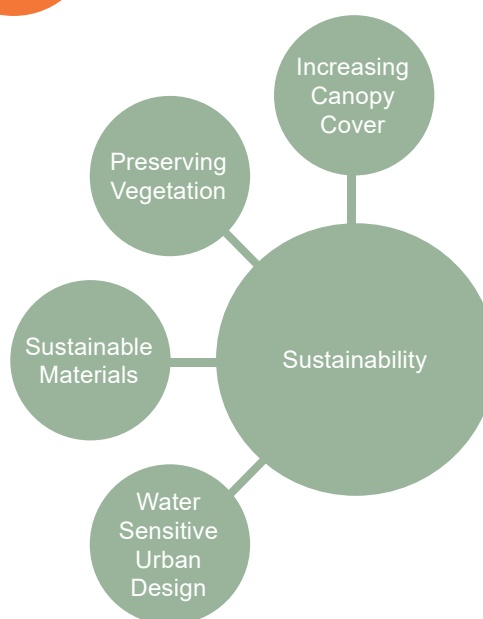 Increasing
Canopy
Cover
Preserving
Vegetation
Sustainable
Materials
Sustainability
Water
Sensitive
Urban
Design